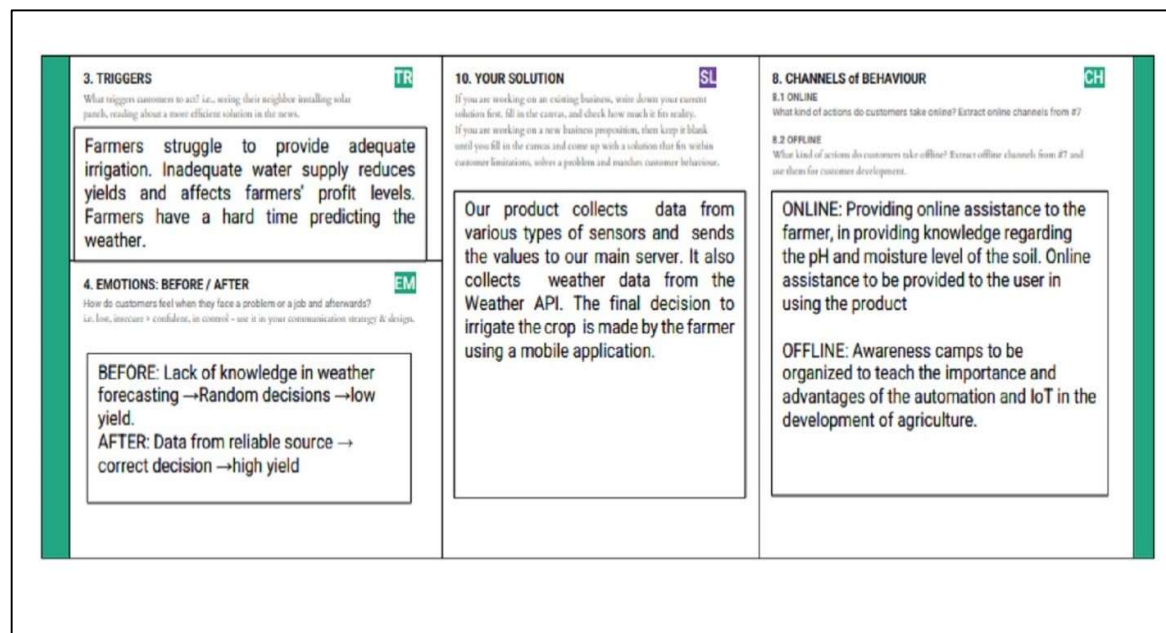 3. TRIGGERS
TR
What triggers customers to act? i.e., seeing their neighbor installing solar
panels, reading about a more efficient solution in the news.
Farmers struggle to provide adequate
irrigation. Inadequate water supply reduces
yields and affects farmers' profit levels.
Farmers have a hard time predicting the
weather.
4. EMOTIONS: BEFORE / AFTER
EM
How do customers feel when they face a problem or a job and afterwards?
i.e. lost, insecure > confident, in control - use it in your communication strategy & design.
BEFORE: Lack of knowledge in weather
forecasting →Random decisions →low
yield.
AFTER: Data from reliable source →
correct decision →high yield
10. YOUR SOLUTION
SL
If you are working on an existing business, write down your current
solution first, fill in the canvas, and check how much it fits reality.
If you are working on a new business proposition, then keep it blank
until you fill in the canvas and come up with a solution that fits within
customer limitations, solves a problem and matches customer behaviour.
Our product collects data from
various types of sensors and sends
the values to our main server. It also
collects weather data from the
Weather API. The final decision to
irrigate the crop is made by the farmer
using a mobile application.
8. CHANNELS of BEHAVIOUR
CH
8.1 ONLINE
What kind of actions do customers take online? Extract online channels from #7
8.2 OFFLINE
What kind of actions do customers take offline? Extract offline channels from #7 and
use them for customer development.
ONLINE: Providing online assistance to the
farmer, in providing knowledge regarding
the pH and moisture level of the soil. Online
assistance to be provided to the user in
using the product
OFFLINE: Awareness camps to be
organized to teach the importance and
advantages of the automation and IoT in the
development of agriculture.